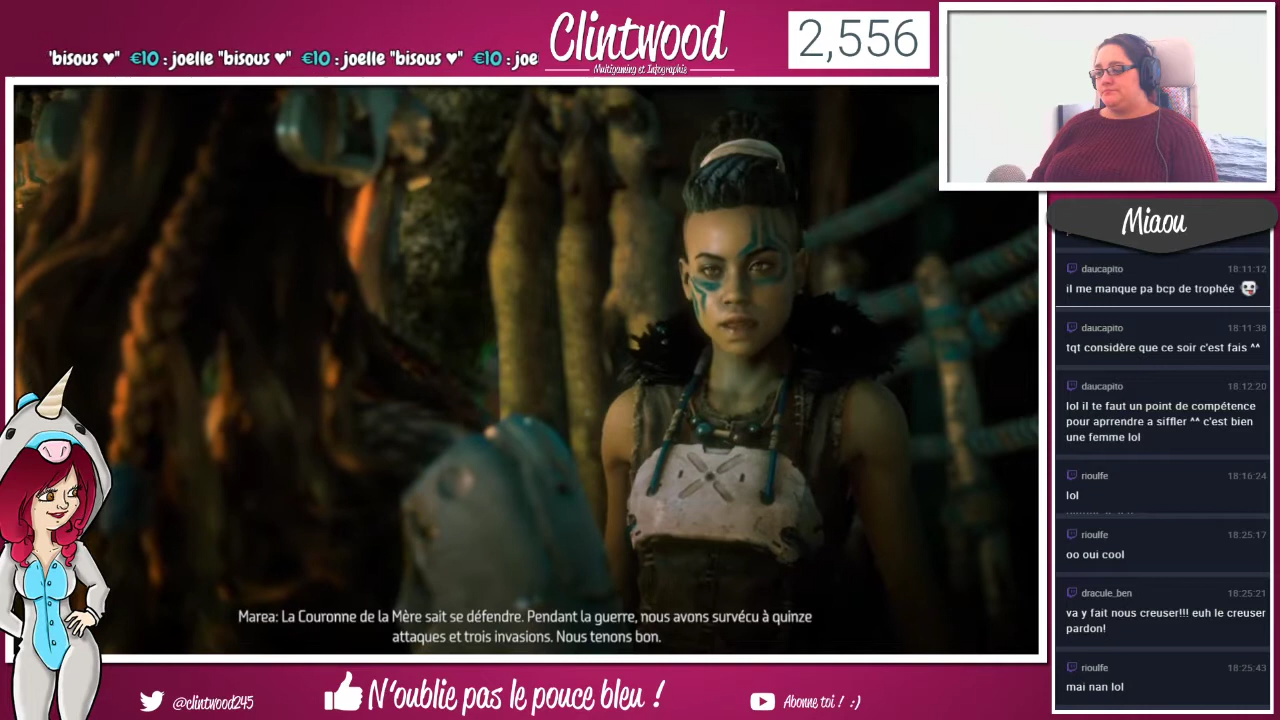 "bisous ♥" €10 : joelle "bisous ♥" €10 : joelle "bisous ♥" €10 : joe
Clintwood
Multigaming et Infographie
2,556
Marea: La Couronne de la Mère sait se défendre. Pendant la guerre, nous avons survécu à quinze
attaques et trois invasions. Nous tenons bon.
Miaou
daucapito 18:11:12
il me manque pa bcp de trophée
daucapito 18:11:38
tqt considère que ce soir c'est fais ^^
daucapito 18:12:20
lol il te faut un point de compétence
pour aprrendre a siffler ^^ c'est bien
une femme lol
rioulfe 18:16:24
lol
rioulfe 18:25:17
oo oui cool
dracule_ben 18:25:21
va y fait nous creuser!!! euh le creuser
pardon!
rioulfe 18:25:43
mai nan lol
@clintwood245
N'oublie pas le pouce bleu !
Abonne toi ! :)